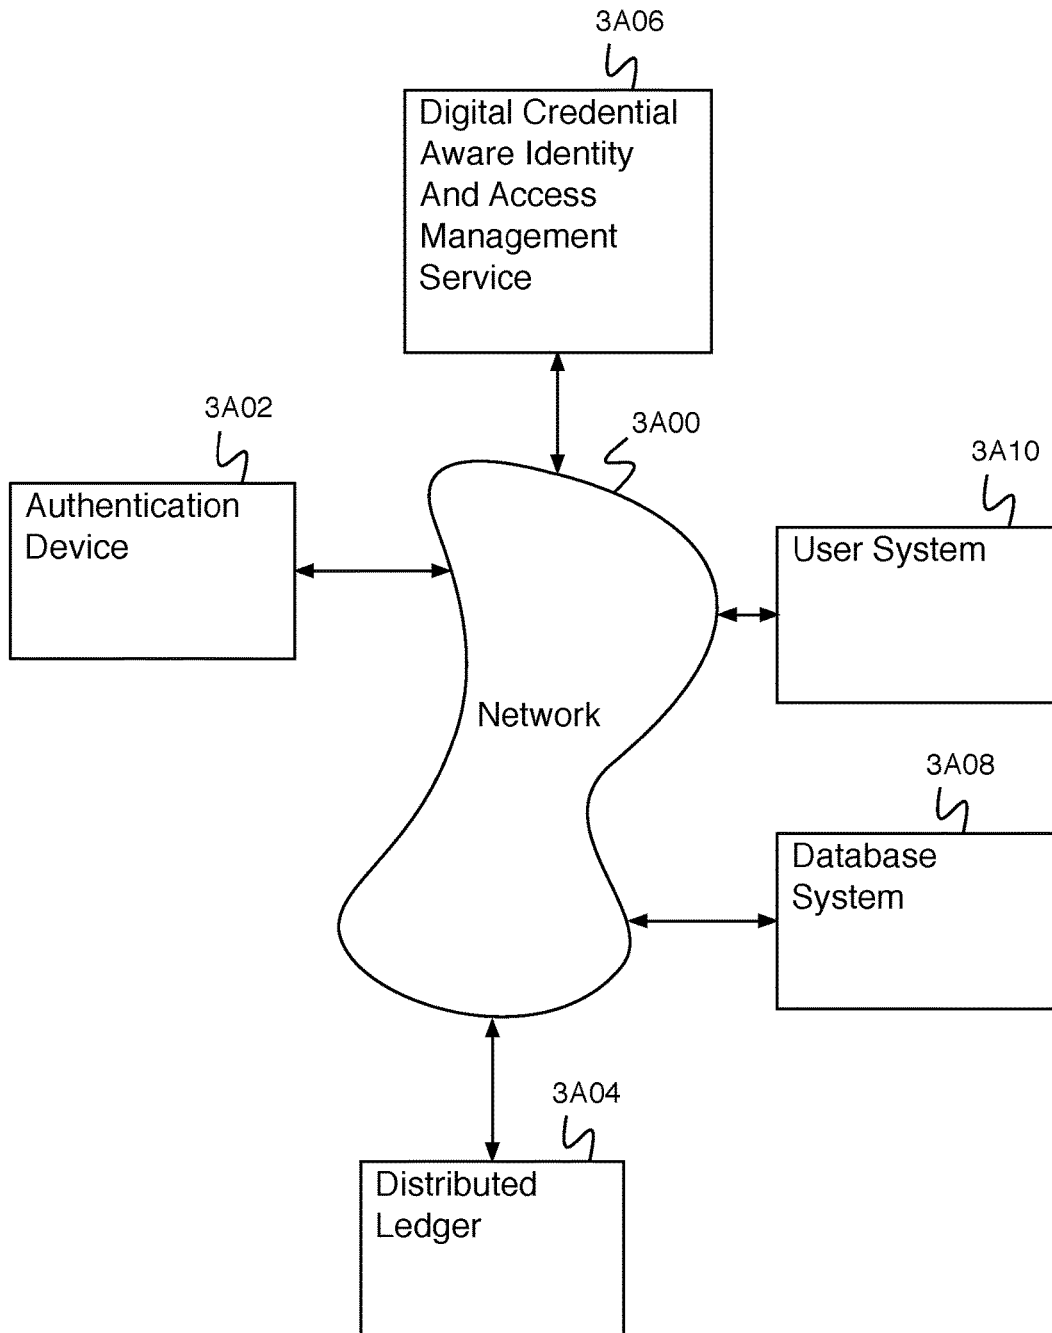 3A06
Digital Credential
Aware Identity
And Access
Management
Service
3A02
Authentication
Device
3A00
3A10
User System
Network
3A08
Database
System
3A04
Distributed
Ledger